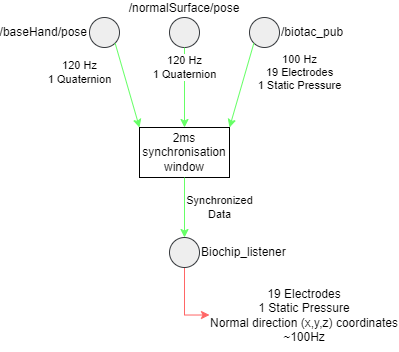 /normalSurface/pose
/baseHand/pose
/biotac_pub
120 Hz
1 Quaternion
120 Hz
1 Quaternion
100 Hz
19 Electrodes
1 Static Pressure
2ms
synchronisation
window
Synchronized
Data
Biochip_listener
19 Electrodes
1 Static Pressure
Normal direction (x,y,z) coordinates
~100Hz